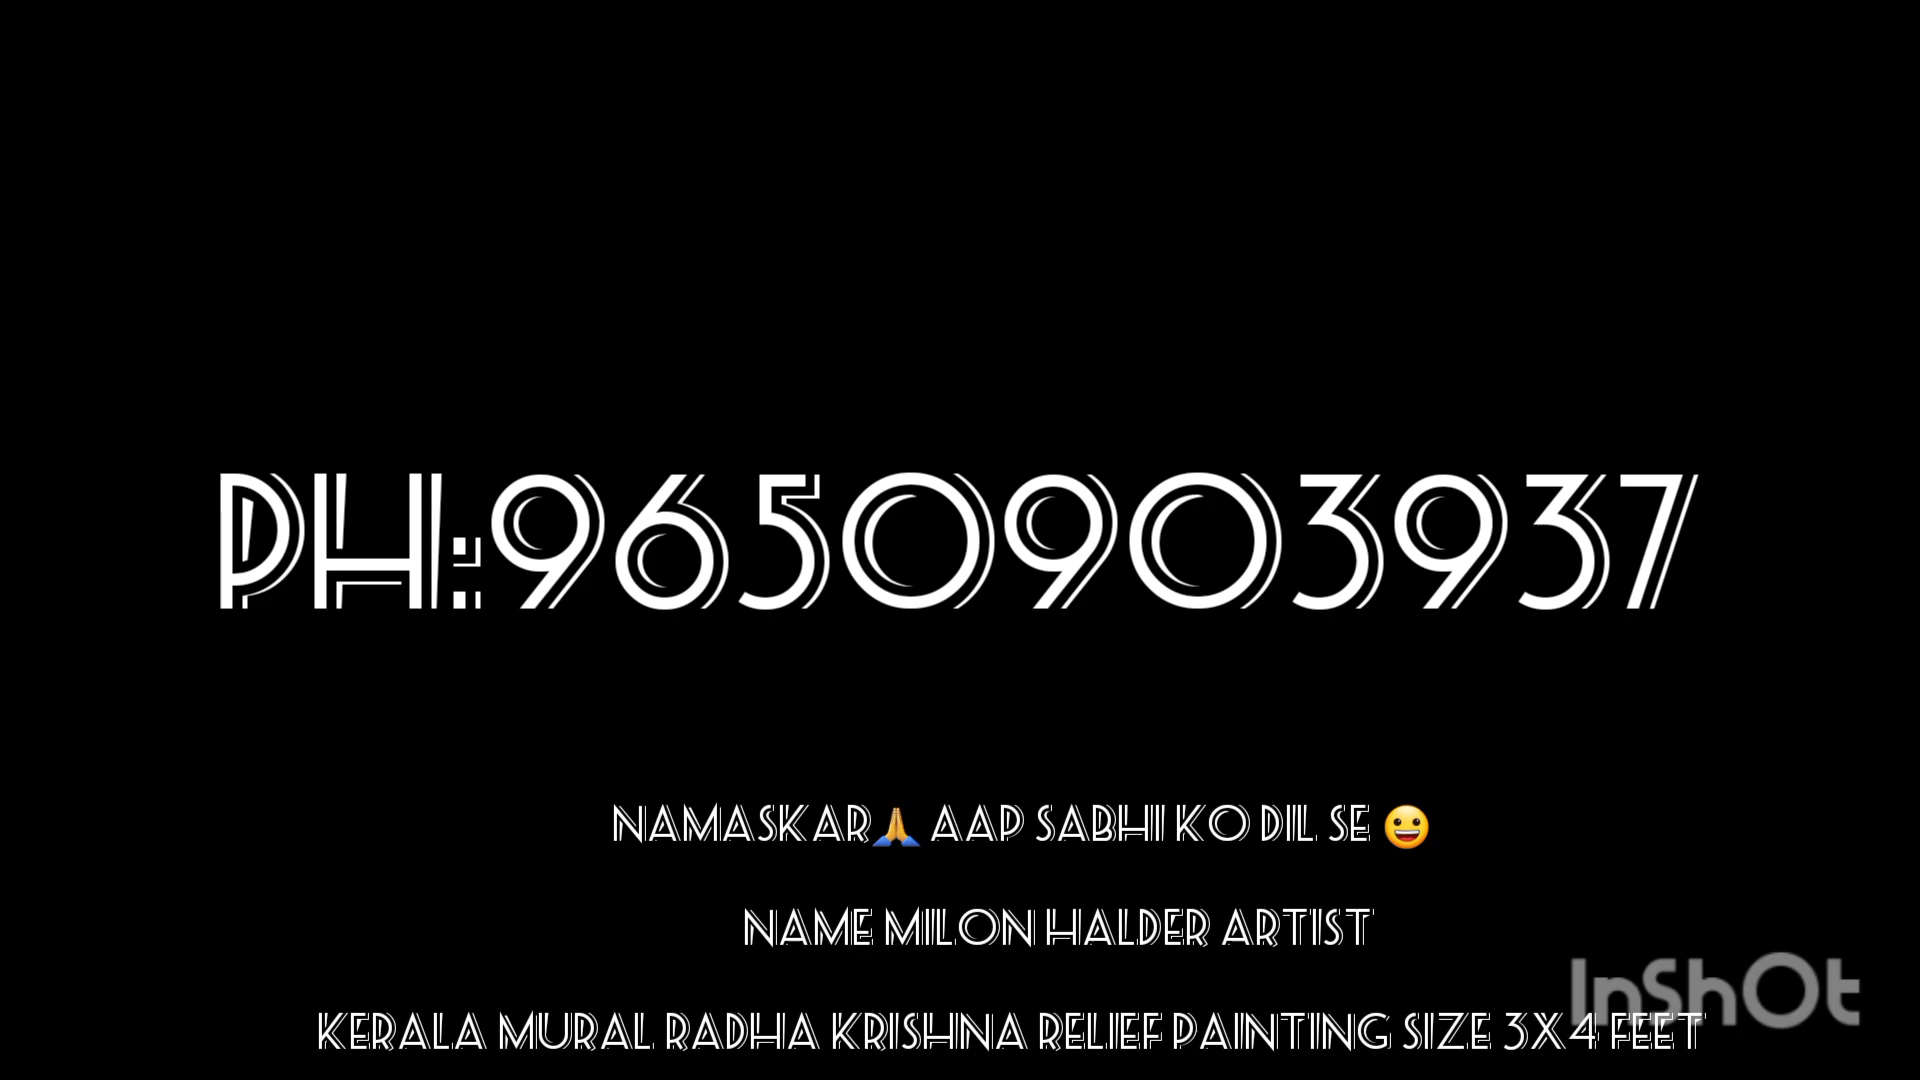 PH:9650903937
NAMASKAR🙏 AAP SABHI KO DIL SE 😀
NAME MILON HALDER ARTIST
InShOt
KERALA MURAL RADHA KRISHNA RELIEF PAINTING SIZE 3X4 FEET